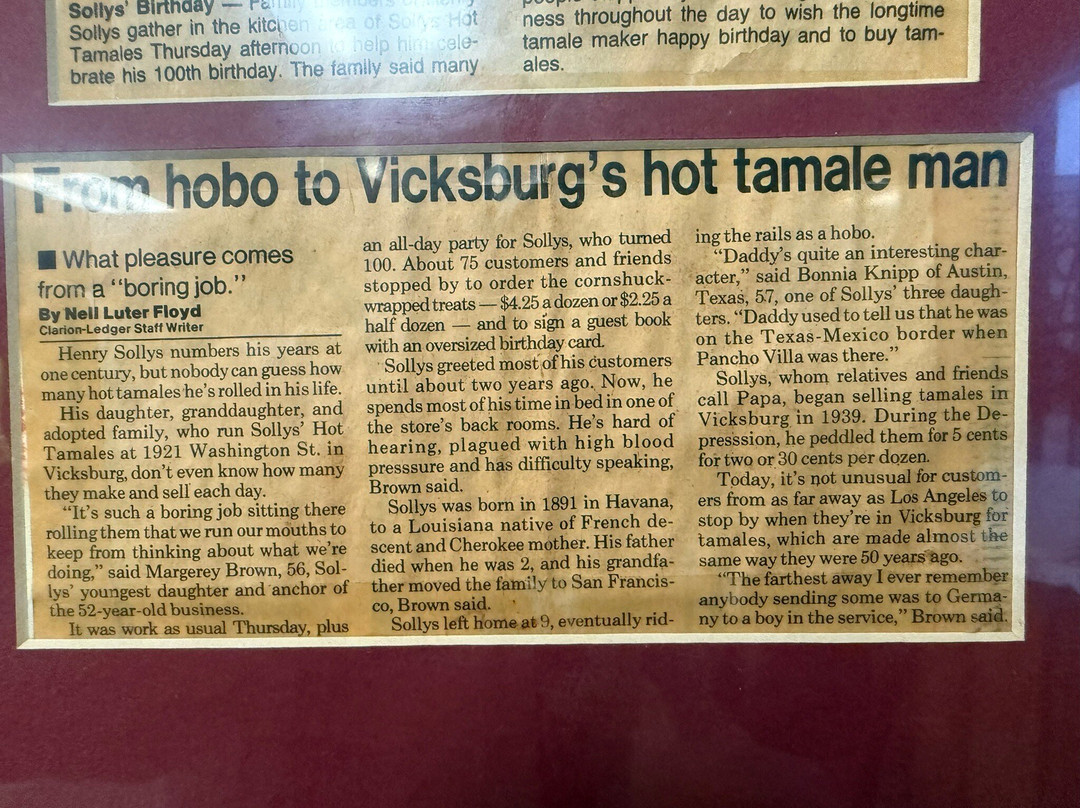 Sollys' Birthday — Family members of Henry
Sollys gather in the kitchen area of Solly's Hot
Tamales Thursday afternoon to help him cele-
brate his 100th birthday. The family said many
ness throughout the day to wish the longtime
tamale maker happy birthday and to buy tam-
ales.
From hobo to Vicksburg's hot tamale man
■ What pleasure comes
from a "boring job."
By Nell Luter Floyd
Clarion-Ledger Staff Writer
Henry Sollys numbers his years at
one century, but nobody can guess how
many hot tamales he's rolled in his life.
His daughter, granddaughter, and
adopted family, who run Sollys' Hot
Tamales at 1921 Washington St. in
Vicksburg, don't even know how many
they make and sell each day.
"It's such a boring job sitting there
rolling them that we run our mouths to
keep from thinking about what we're
doing," said Margerey Brown, 56, Sol-
lys' youngest daughter and anchor of
the 52-year-old business.
It was work as usual Thursday, plus
an all-day party for Sollys, who turned
100. About 75 customers and friends
stopped by to order the cornshuck-
wrapped treats — $4.25 a dozen or $2.25 a
half dozen — and to sign a guest book
with an oversized birthday card.
Sollys greeted most of his customers
until about two years ago. Now, he
spends most of his time in bed in one of
the store's back rooms. He's hard of
hearing, plagued with high blood
presssure and has difficulty speaking,
Brown said.
Sollys was born in 1891 in Havana,
to a Louisiana native of French de-
scent and Cherokee mother. His father
died when he was 2, and his grandfa-
ther moved the family to San Francis-
co, Brown said.
Sollys left home at 9, eventually rid-
ing the rails as a hobo.
"Daddy's quite an interesting char-
acter," said Bonnia Knipp of Austin,
Texas, 57, one of Sollys' three daugh-
ters. "Daddy used to tell us that he was
on the Texas-Mexico border when
Pancho Villa was there."
Sollys, whom relatives and friends
call Papa, began selling tamales in
Vicksburg in 1939. During the De-
presssion, he peddled them for 5 cents
for two or 30 cents per dozen.
Today, it's not unusual for custom-
ers from as far away as Los Angeles to
stop by when they're in Vicksburg for
tamales, which are made almost the
same way they were 50 years ago.
"The farthest away I ever remember
anybody sending some was to Germa-
ny to a boy in the service," Brown said.